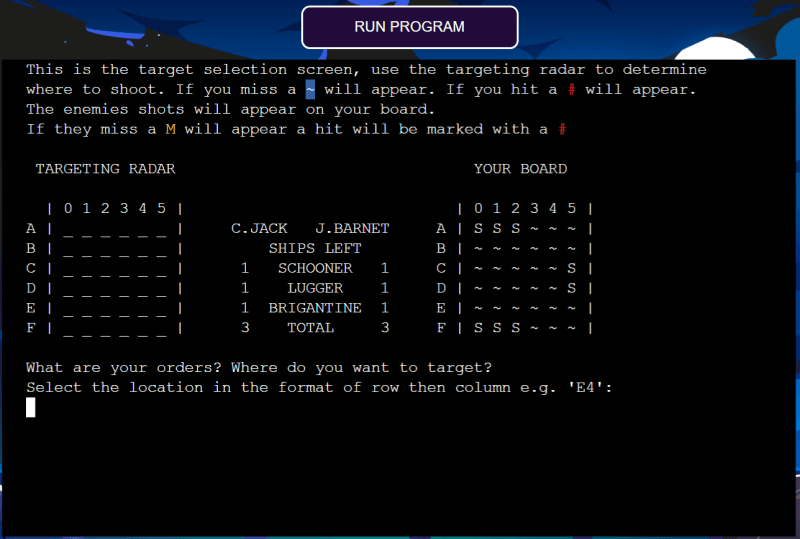 RUN PROGRAM
This is the target selection screen, use the targeting radar to determine
where to shoot. If you miss a ~ will appear. If you hit a # will appear.
The enemies shots will appear on your board.
If they miss a M will appear a hit will be marked with a #
TARGETING RADAR YOUR BOARD
| 0 1 2 3 4 5 | | 0 1 2 3 4 5 |
A | _ _ _ _ _ _ | C.JACK J.BARNET A | S S S ~ ~ ~ |
B | _ _ _ _ _ _ | SHIPS LEFT B | ~ ~ ~ ~ ~ ~ |
C | _ _ _ _ _ _ | 1 SCHOONER 1 C | ~ ~ ~ ~ ~ S |
D | _ _ _ _ _ _ | 1 LUGGER 1 D | ~ ~ ~ ~ ~ S |
E | _ _ _ _ _ _ | 1 BRIGANTINE 1 E | ~ ~ ~ ~ ~ ~ |
F | _ _ _ _ _ _ | 3 TOTAL 3 F | S S S ~ ~ ~ |
What are your orders? Where do you want to target?
Select the location in the format of row then column e.g. 'E4':